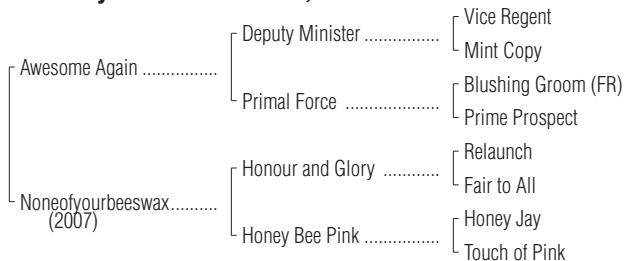 Vice Regent
Deputy Minister ................
Mint Copy
Awesome Again ................
Blushing Groom (FR)
Primal Force ....................
Prime Prospect
Relaunch
Honour and Glory ............
Fair to All
Noneofyourbeeswax..........
(2007)
Honey Jay
Honey Bee Pink ................
Touch of Pink